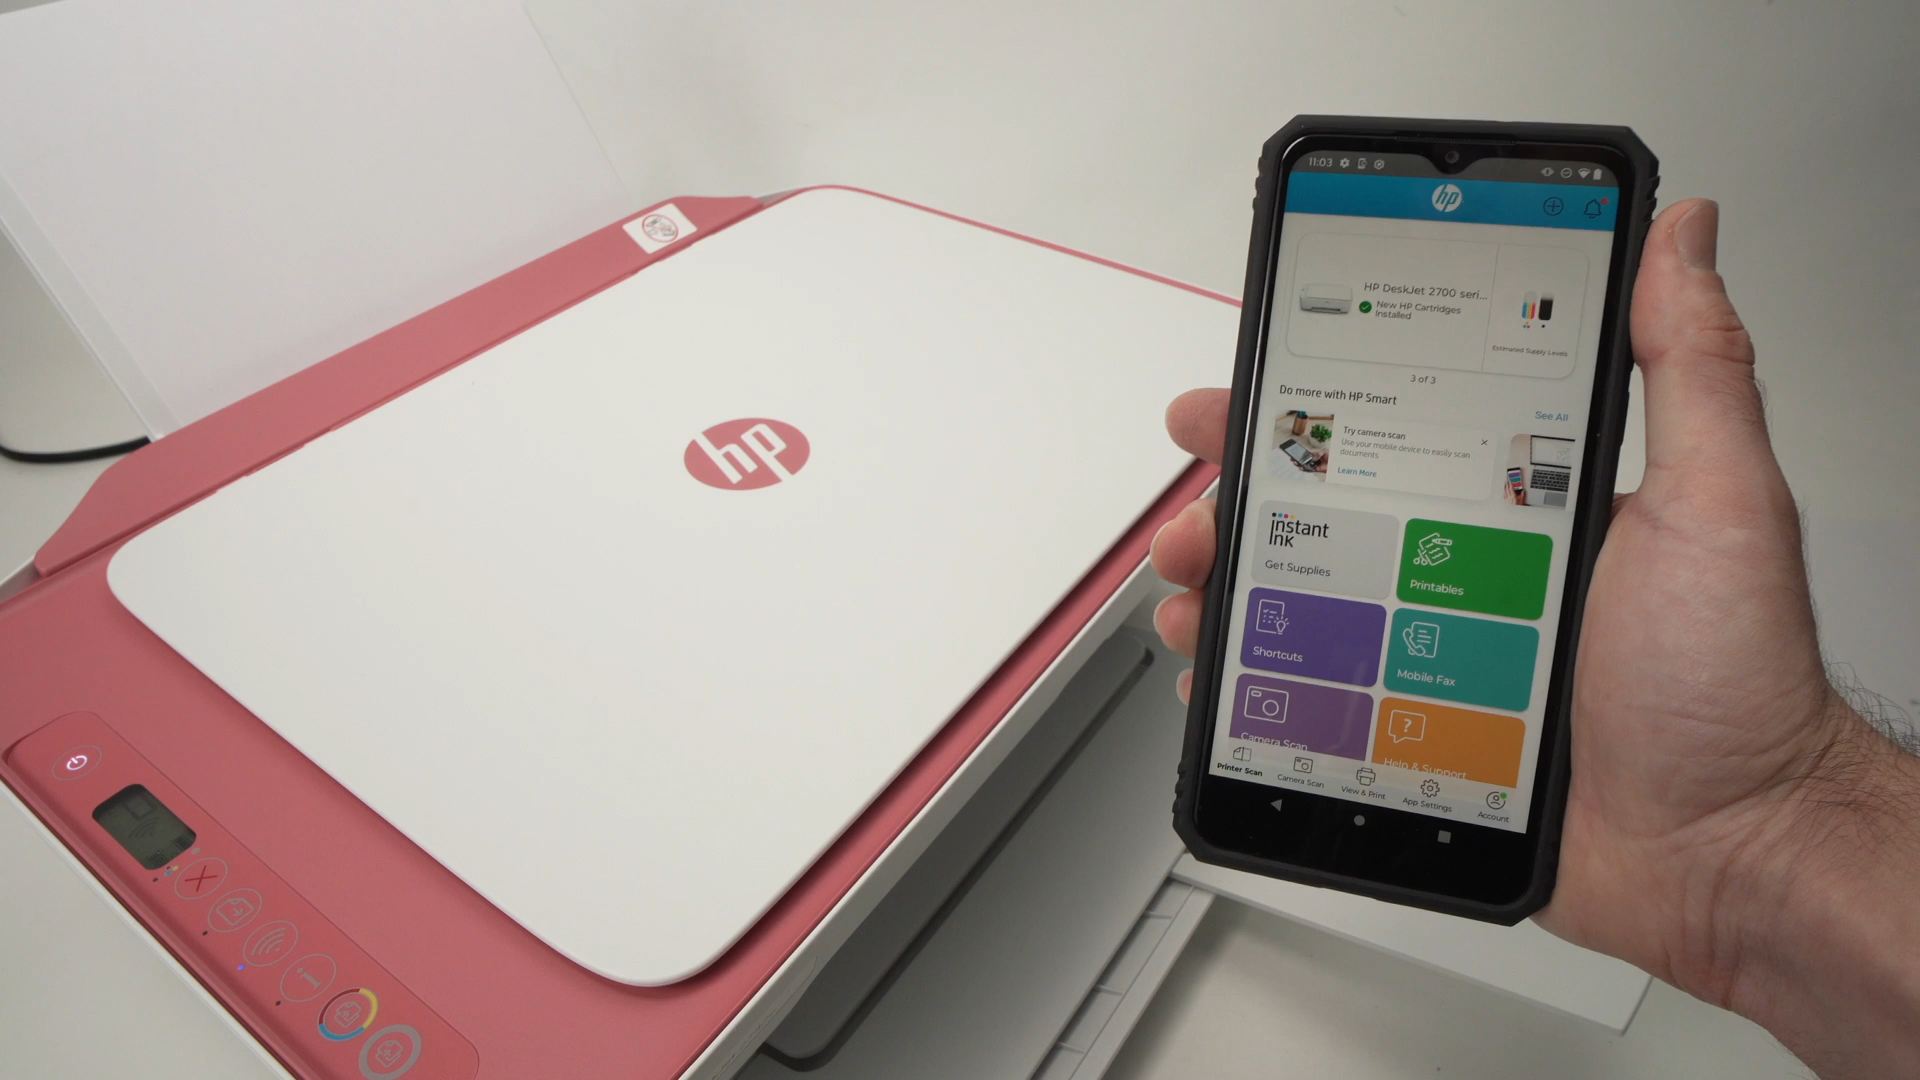 hp
11:03
hp
HP DeskJet 2700 seri...
New HP Cartridges
Installed
Estimated Supply Levels
3 of 3
Do more with HP Smart
See All
Try camera scan
Use your mobile device to easily scan
documents
Learn More
Instant
Ink
Get Supplies
Printables
Shortcuts
Mobile Fax
Camera Scan
Help & Support
Printer Scan
Camera Scan
View & Print
App Settings
Account